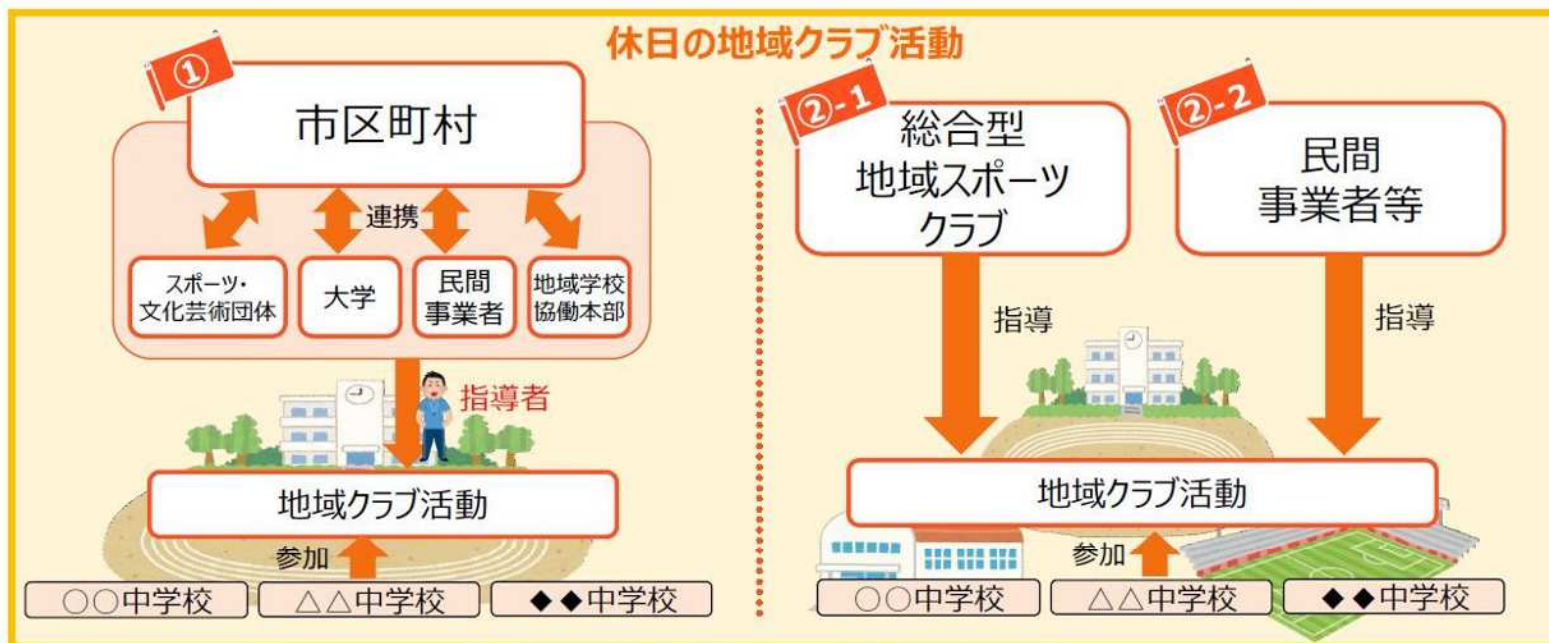 休日の地域クラブ活動
①
市区町村
連携
スポーツ・
文化芸術団体
大学
民間
事業者
地域学校
協働本部
指導者
地域クラブ活動
参加
○○中学校
△△中学校
◆◆中学校
②-1
総合型
地域スポーツ
クラブ
②-2
民間
事業者等
指導
指導
地域クラブ活動
参加
○○中学校
△△中学校
◆◆中学校